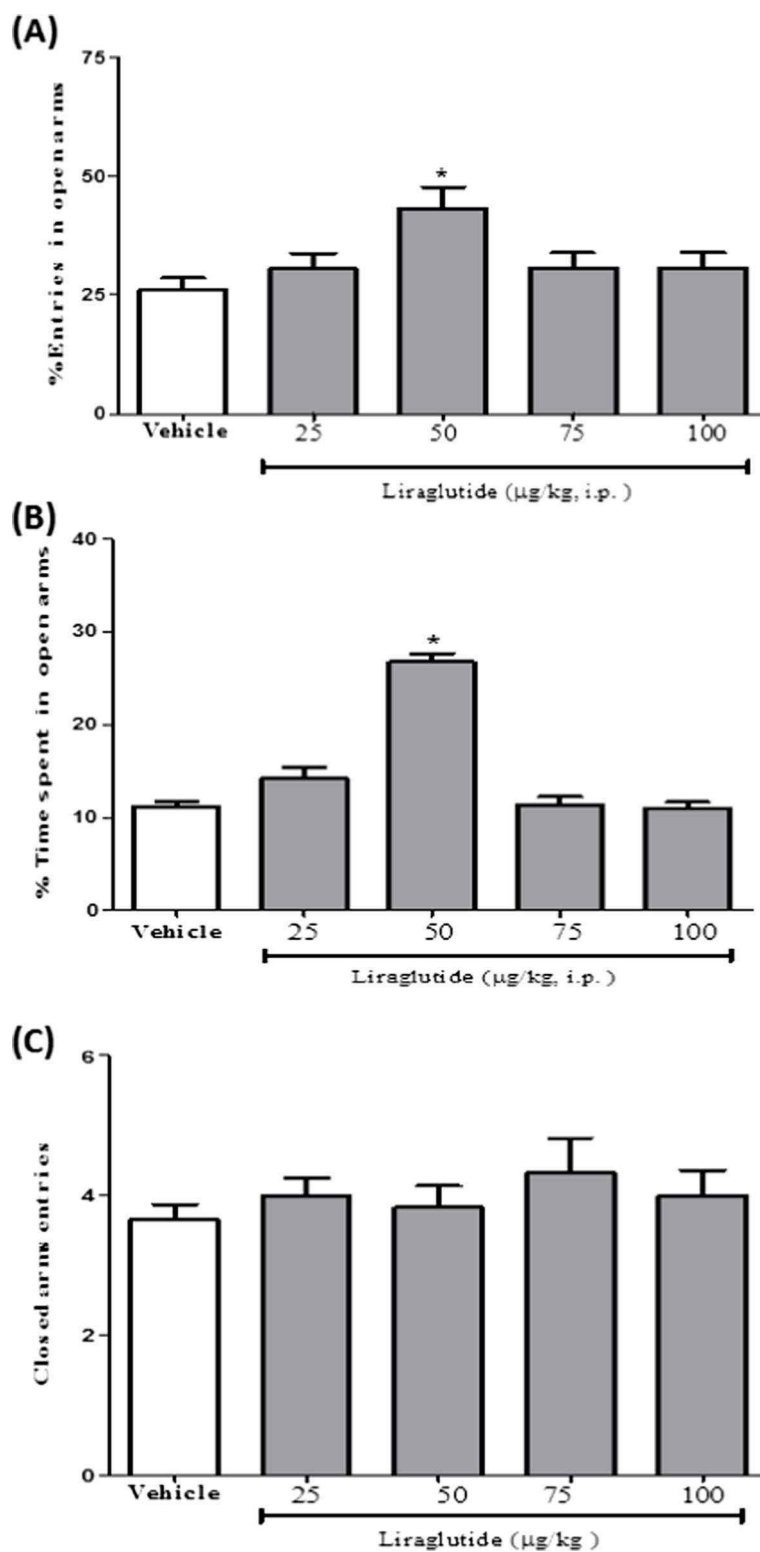 (A)
%Entries in open arms
75
50
25
0
*
Vehicle 25 50 75 100
Liraglutide (μg/kg, i.p. )
(B)
% Time spent in open arms
40
30
20
10
0
*
Vehicle 25 50 75 100
Liraglutide (μg/kg, i.p. )
(C)
Closed arms entries
6
4
2
0
Vehicle 25 50 75 100
Liraglutide (μg/kg )